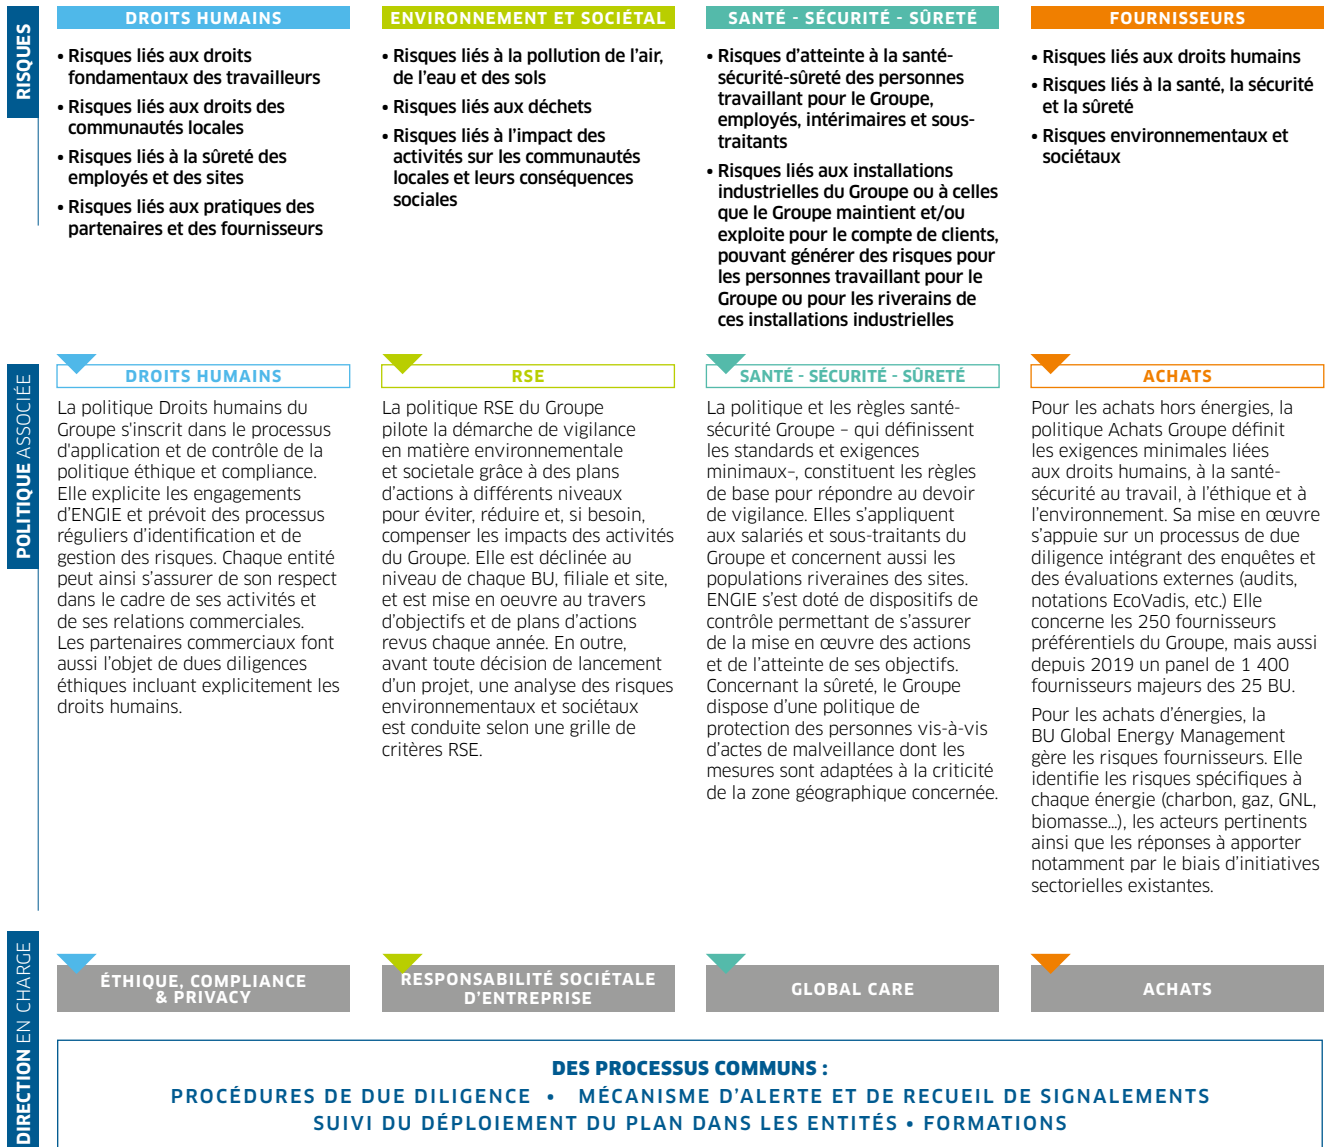 RISQUES
DROITS HUMAINS
• Risques liés aux droits
fondamentaux des travailleurs
• Risques liés aux droits des
communautés locales
• Risques liés à la sûreté des
employés et des sites
• Risques liés aux pratiques des
partenaires et des fournisseurs
ENVIRONNEMENT ET SOCIÉTAL
• Risques liés à la pollution de l’air,
de l’eau et des sols
• Risques liés aux déchets
• Risques liés à l’impact des
activités sur les communautés
locales et leurs conséquences
sociales
SANTÉ - SÉCURITÉ - SÛRETÉ
• Risques d’atteinte à la santé-
sécurité-sûreté des personnes
travaillant pour le Groupe,
employés, intérimaires et sous-
traitants
• Risques liés aux installations
industrielles du Groupe ou à celles
que le Groupe maintient et/ou
exploite pour le compte de clients,
pouvant générer des risques pour
les personnes travaillant pour le
Groupe ou pour les riverains de
ces installations industrielles
FOURNISSEURS
• Risques liés aux droits humains
• Risques liés à la santé, la sécurité
et la sûreté
• Risques environnementaux et
sociétaux
POLITIQUE ASSOCIÉE
DROITS HUMAINS
La politique Droits humains du
Groupe s'inscrit dans le processus
d'application et de contrôle de la
politique éthique et compliance.
Elle explicite les engagements
d’ENGIE et prévoit des processus
réguliers d’identification et de
gestion des risques. Chaque entité
peut ainsi s’assurer de son respect
dans le cadre de ses activités et
de ses relations commerciales.
Les partenaires commerciaux font
aussi l’objet de dues diligences
éthiques incluant explicitement les
droits humains.
RSE
La politique RSE du Groupe
pilote la démarche de vigilance
en matière environnementale
et societale grâce à des plans
d’actions à différents niveaux
pour éviter, réduire et, si besoin,
compenser les impacts des activités
du Groupe. Elle est déclinée au
niveau de chaque BU, filiale et site,
et est mise en oeuvre au travers
d’objectifs et de plans d’actions
revus chaque année. En outre,
avant toute décision de lancement
d’un projet, une analyse des risques
environnementaux et sociétaux
est conduite selon une grille de
critères RSE.
SANTÉ - SÉCURITÉ - SÛRETÉ
La politique et les règles santé-
sécurité Groupe – qui définissent
les standards et exigences
minimaux–, constituent les règles
de base pour répondre au devoir
de vigilance. Elles s’appliquent
aux salariés et sous-traitants du
Groupe et concernent aussi les
populations riveraines des sites.
ENGIE s’est doté de dispositifs de
contrôle permettant de s’assurer
de la mise en œuvre des actions
et de l’atteinte de ses objectifs.
Concernant la sûreté, le Groupe
dispose d’une politique de
protection des personnes vis-à-vis
d’actes de malveillance dont les
mesures sont adaptées à la criticité
de la zone géographique concernée.
ACHATS
Pour les achats hors énergies, la
politique Achats Groupe définit
les exigences minimales liées
aux droits humains, à la santé-
sécurité au travail, à l’éthique et à
l’environnement. Sa mise en œuvre
s’appuie sur un processus de due
diligence intégrant des enquêtes et
des évaluations externes (audits,
notations EcoVadis, etc.) Elle
concerne les 250 fournisseurs
préférentiels du Groupe, mais aussi
depuis 2019 un panel de 1 400
fournisseurs majeurs des 25 BU.
Pour les achats d’énergies, la
BU Global Energy Management
gère les risques fournisseurs. Elle
identifie les risques spécifiques à
chaque énergie (charbon, gaz, GNL,
biomasse…), les acteurs pertinents
ainsi que les réponses à apporter
notamment par le biais d’initiatives
sectorielles existantes.
DIRECTION EN CHARGE
ÉTHIQUE, COMPLIANCE
& PRIVACY
RESPONSABILITÉ SOCIÉTALE
D’ENTREPRISE
GLOBAL CARE
ACHATS
DES PROCESSUS COMMUNS :
PROCÉDURES DE DUE DILIGENCE • MÉCANISME D’ALERTE ET DE RECUEIL DE SIGNALEMENTS
SUIVI DU DÉPLOIEMENT DU PLAN DANS LES ENTITÉS • FORMATIONS